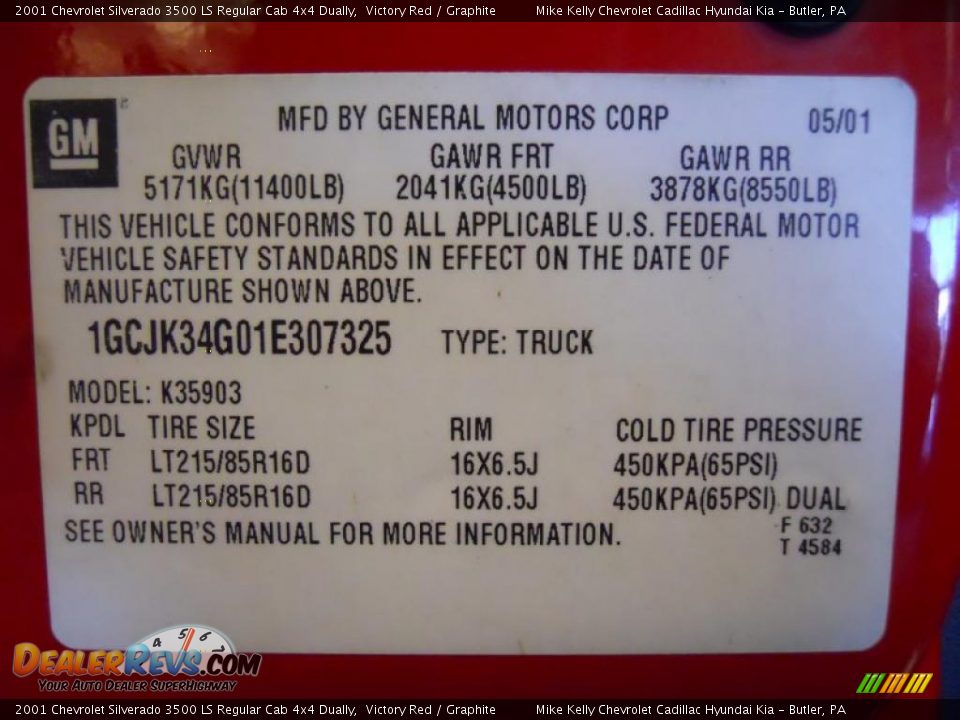 2001 Chevrolet Silverado 3500 LS Regular Cab 4x4 Dually, Victory Red / Graphite Mike Kelly Chevrolet Cadillac Hyundai Kia - Butler, PA
GM
MFD BY GENERAL MOTORS CORP 05/01
GVWR GAWR FRT GAWR RR
5171KG(11400LB) 2041KG(4500LB) 3878KG(8550LB)
THIS VEHICLE CONFORMS TO ALL APPLICABLE U.S. FEDERAL MOTOR
VEHICLE SAFETY STANDARDS IN EFFECT ON THE DATE OF
MANUFACTURE SHOWN ABOVE.
1GCJK34G01E307325 TYPE: TRUCK
MODEL: K35903
KPDL TIRE SIZE RIM COLD TIRE PRESSURE
FRT LT215/85R16D 16X6.5J 450KPA(65PSI)
RR LT215/85R16D 16X6.5J 450KPA(65PSI) DUAL
SEE OWNER'S MANUAL FOR MORE INFORMATION.
F 632
T 4584
4 5 6 7
DEALERREVS.COM
YOUR AUTO DEALER SUPERHIGHWAY
2001 Chevrolet Silverado 3500 LS Regular Cab 4x4 Dually, Victory Red / Graphite Mike Kelly Chevrolet Cadillac Hyundai Kia - Butler, PA